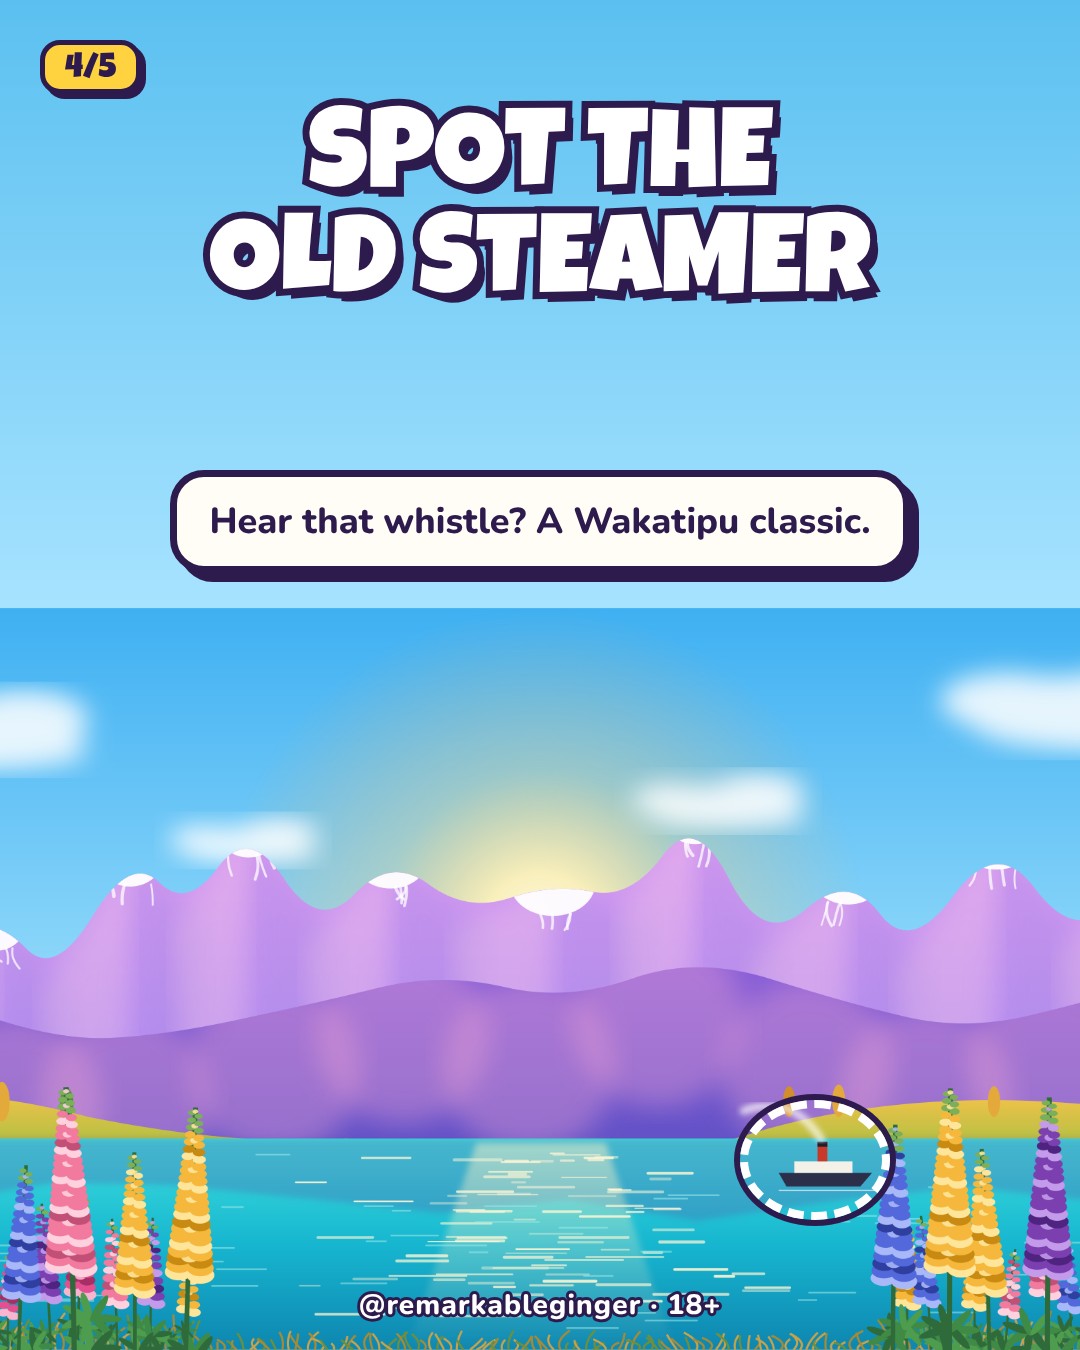 4/5
SPOT THE
OLD STEAMER
Hear that whistle? A Wakatipu classic.
@remarkableginger · 18+